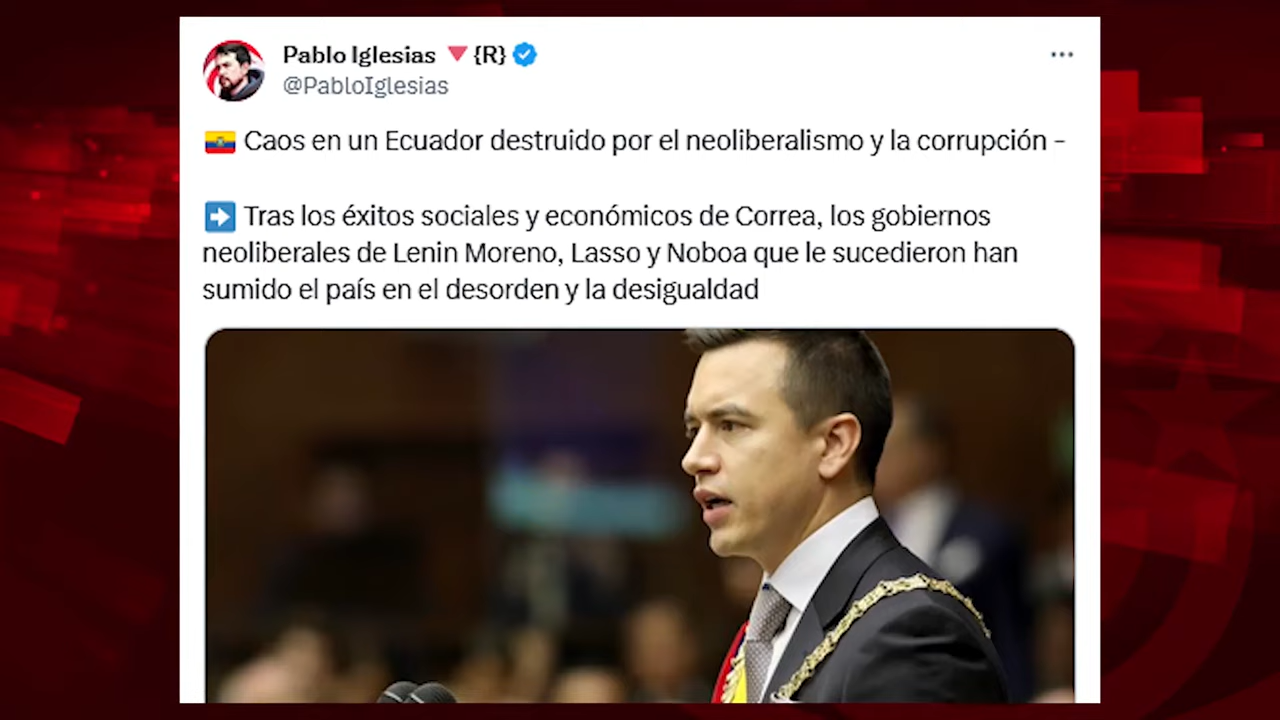 Pablo Iglesias 🔻{R}
@PabloIglesias
🇪🇨 Caos en un Ecuador destruido por el neoliberalismo y la corrupción –
➡️ Tras los éxitos sociales y económicos de Correa, los gobiernos
neoliberales de Lenin Moreno, Lasso y Noboa que le sucedieron han
sumido el país en el desorden y la desigualdad